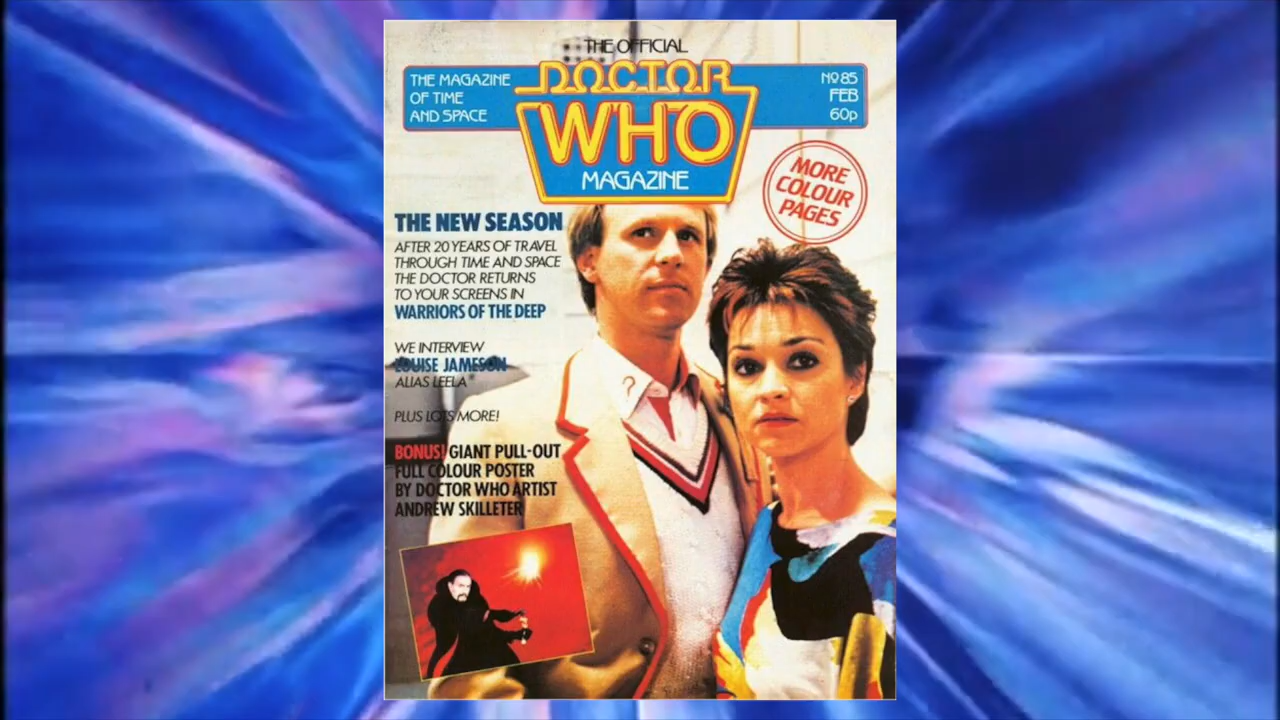 THE OFFICIAL
DOCTOR
WHO
MAGAZINE
THE MAGAZINE
OF TIME
AND SPACE
Nº 85
FEB
60p
MORE
COLOUR
PAGES
THE NEW SEASON
AFTER 20 YEARS OF TRAVEL
THROUGH TIME AND SPACE
THE DOCTOR RETURNS
TO YOUR SCREENS IN
WARRIORS OF THE DEEP
WE INTERVIEW
LOUISE JAMESON
ALIAS LEELA
PLUS LOTS MORE!
BONUS! GIANT PULL-OUT
FULL COLOUR POSTER
BY DOCTOR WHO ARTIST
ANDREW SKILLETER
?